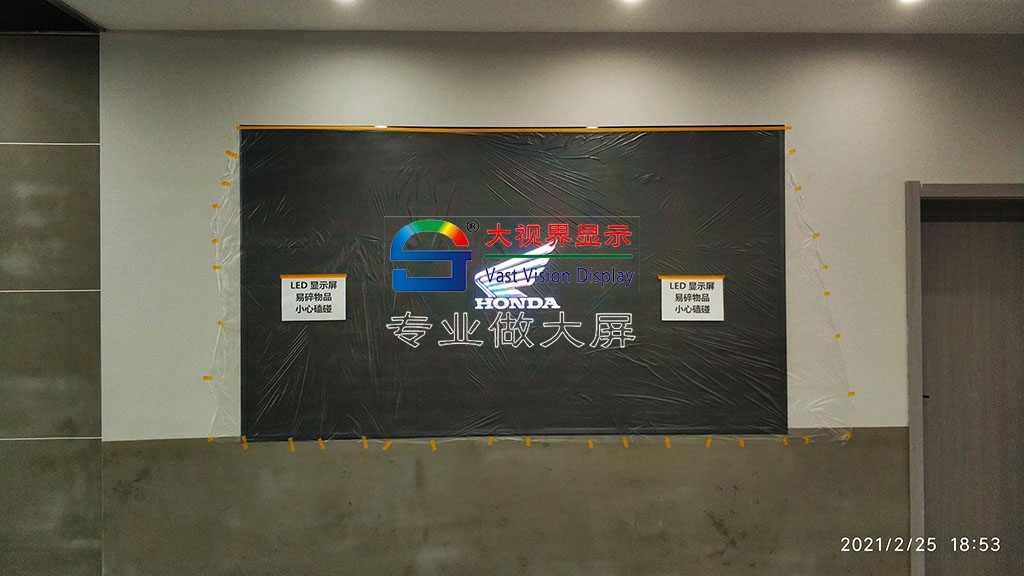 ®
大视界显示
Vast Vision Display
HONDA
专业做大屏
LED 显示屏
易碎物品
小心磕碰
LED 显示屏
易碎物品
小心磕碰
2021/2/25 18:53